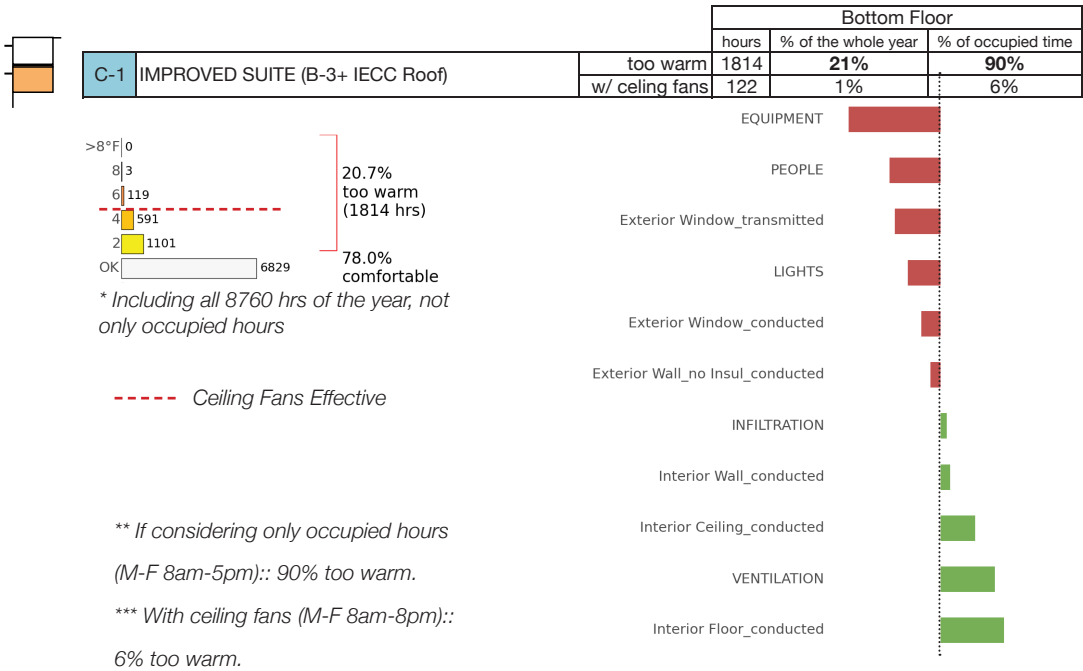 Bottom Floor
hours % of the whole year % of occupied time
C-1 IMPROVED SUITE (B-3+ IECC Roof) too warm 1814 21% 90%
w/ celing fans 122 1% 6%
>8°F 0
8 3
6 119
4 591
2 1101
OK 6829
20.7%
too warm
(1814 hrs)
78.0%
comfortable
* Including all 8760 hrs of the year, not
only occupied hours
Ceiling Fans Effective
** If considering only occupied hours
(M-F 8am-5pm):: 90% too warm.
*** With ceiling fans (M-F 8am-8pm)::
6% too warm.
EQUIPMENT
PEOPLE
Exterior Window_transmitted
LIGHTS
Exterior Window_conducted
Exterior Wall_no Insul_conducted
INFILTRATION
Interior Wall_conducted
Interior Ceiling_conducted
VENTILATION
Interior Floor_conducted